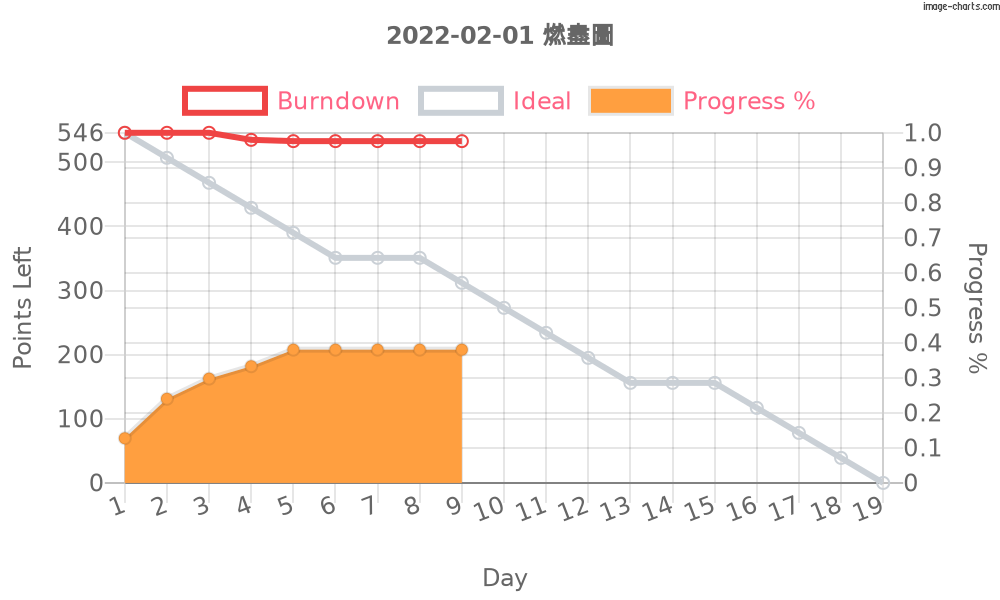 image-charts.com
2022-02-01 燃盡圖
Burndown Ideal Progress %
546
500
400
300
200
100
0
Points Left
1.0
0.9
0.8
0.7
0.6
0.5
0.4
0.3
0.2
0.1
0
Progress %
1 2 3 4 5 6 7 8 9 10 11 12 13 14 15 16 17 18 19
Day